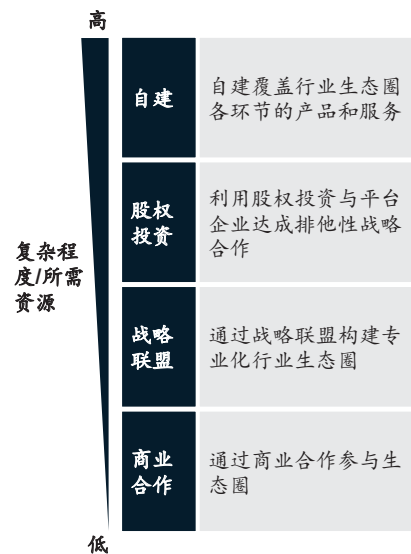 高
自建
自建覆盖行业生态圈
各环节的产品和服务
股权
投资
利用股权投资与平台
企业达成排他性战略
合作
复杂程
度/所需
资源
战略
联盟
通过战略联盟构建专
业化行业生态圈
商业
合作
通过商业合作参与生
态圈
低